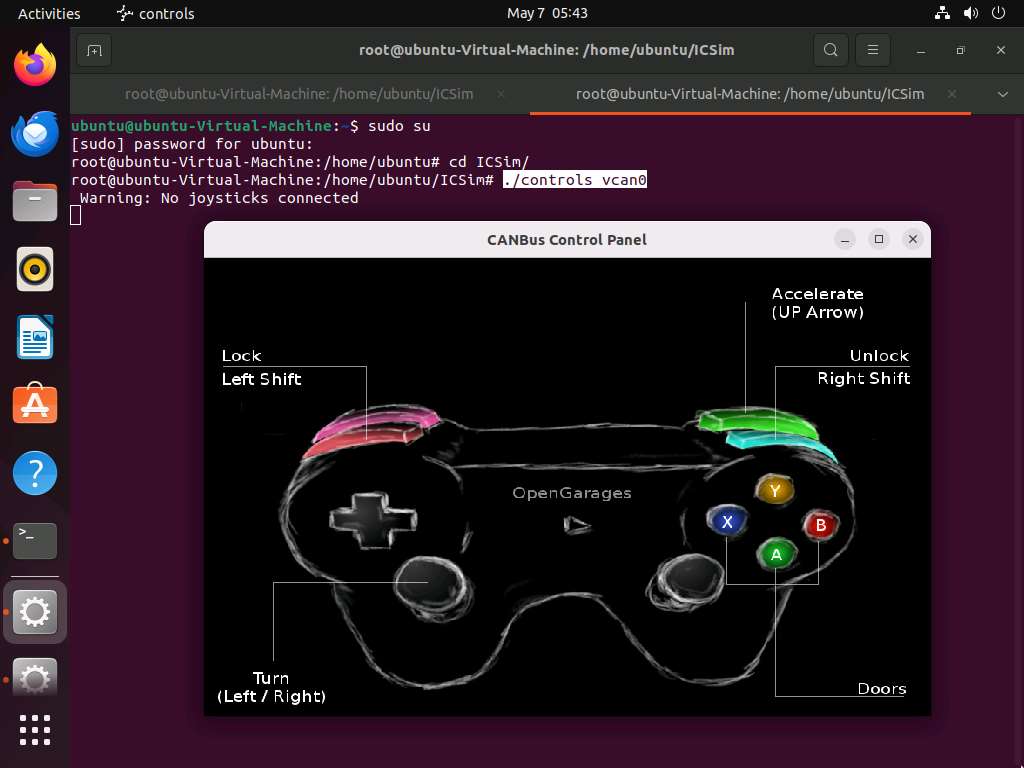 Activities
controls
May 7 05:43
root@ubuntu-Virtual-Machine: /home/ubuntu/ICSim
root@ubuntu-Virtual-Machine: /home/ubuntu/ICSim
root@ubuntu-Virtual-Machine: /home/ubuntu/ICSim
ubuntu@ubuntu-Virtual-Machine:~$ sudo su
[sudo] password for ubuntu:
root@ubuntu-Virtual-Machine:/home/ubuntu# cd ICSim/
root@ubuntu-Virtual-Machine:/home/ubuntu/ICSim# ./controls vcan0
Warning: No joysticks connected
CANBus Control Panel
Accelerate
(UP Arrow)
Lock
Left Shift
Unlock
Right Shift
OpenGarages
Y
X
B
A
Turn
(Left / Right)
Doors